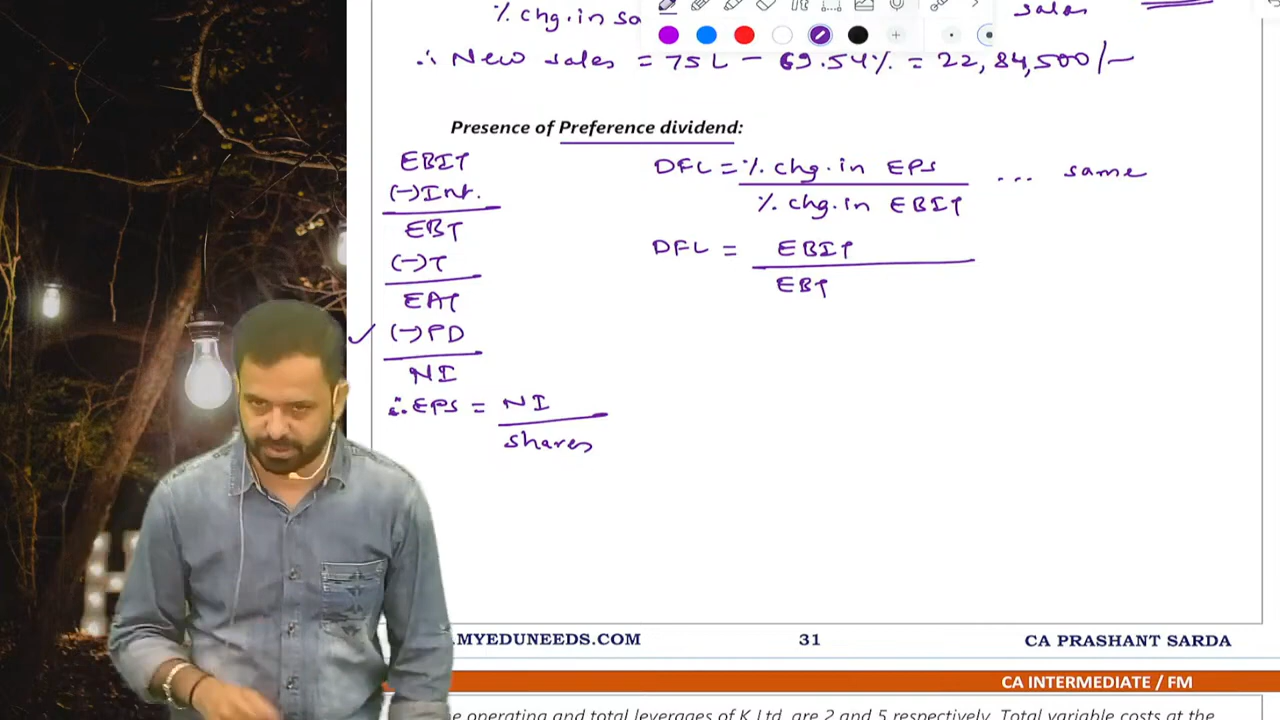 % chg. in sa
sales
∴ New sales = 75 L - 69.54% = 22,84,500/-
Presence of Preference dividend:
EBIT
(-) Int.
EBT
(-) T
EAT
✓ (-) PD
NI
∴ EPS = NI
shares
DFL = % chg. in EPS ... same
% chg. in EBIT
DFL = EBIT
EBT
.MYEDUNEEDS.COM 31 CA PRASHANT SARDA
CA INTERMEDIATE / FM
he operating and total leverages of K Ltd. are 2 and 5 respectively. Total variable costs at the